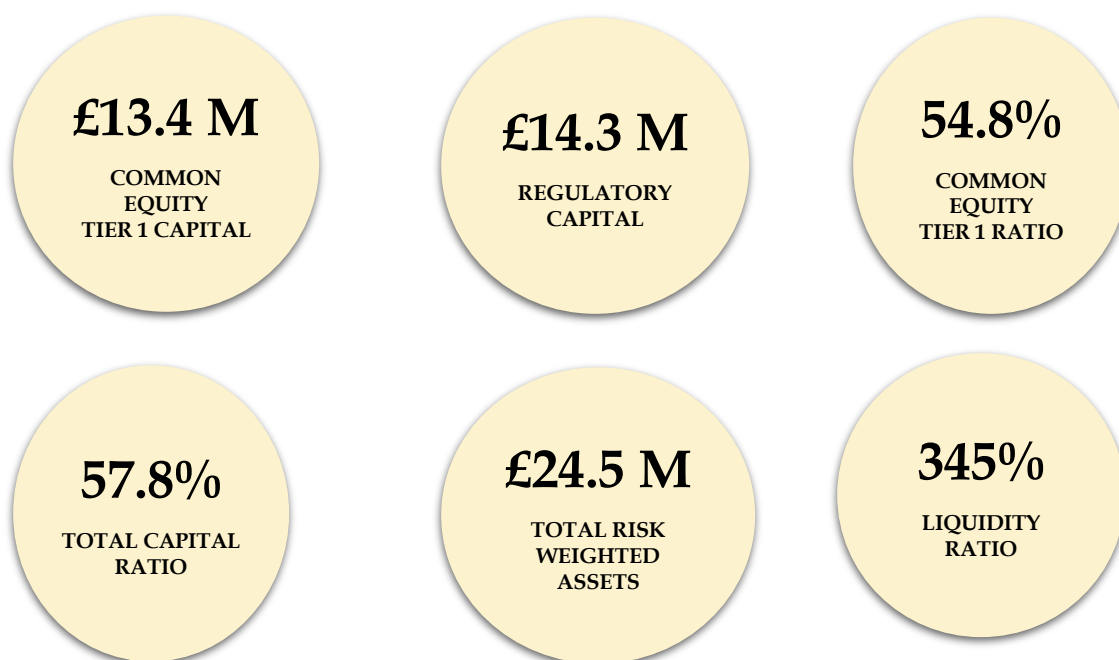 £13.4 M
COMMON
EQUITY
TIER 1 CAPITAL
£14.3 M
REGULATORY
CAPITAL
54.8%
COMMON
EQUITY
TIER 1 RATIO
57.8%
TOTAL CAPITAL
RATIO
£24.5 M
TOTAL RISK
WEIGHTED
ASSETS
345%
LIQUIDITY
RATIO